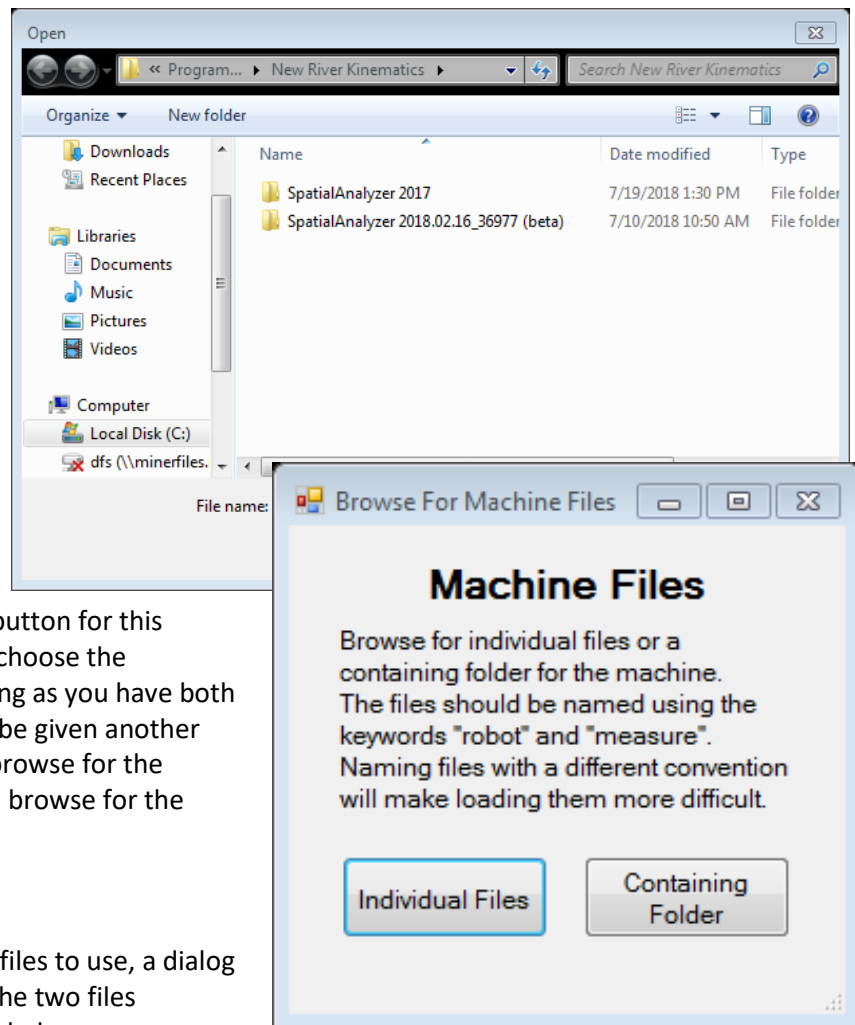 Open
« Program... ▸ New River Kinematics ▸
Search New River Kinematics
Organize ▾ New folder
Downloads
Recent Places
Libraries
Documents
Music
Pictures
Videos
Computer
Local Disk (C:)
dfs (\\minerfiles.
Name Date modified Type
SpatialAnalyzer 2017 7/19/2018 1:30 PM File folder
SpatialAnalyzer 2018.02.16_36977 (beta) 7/10/2018 10:50 AM File folder
File name:
Browse For Machine Files
Machine Files
Browse for individual files or a
containing folder for the machine.
The files should be named using the
keywords "robot" and "measure".
Naming files with a different convention
will make loading them more difficult.
Individual Files
Containing
Folder
button for this
choose the
ng as you have both
be given another
browse for the
browse for the
files to use, a dialog
he two files